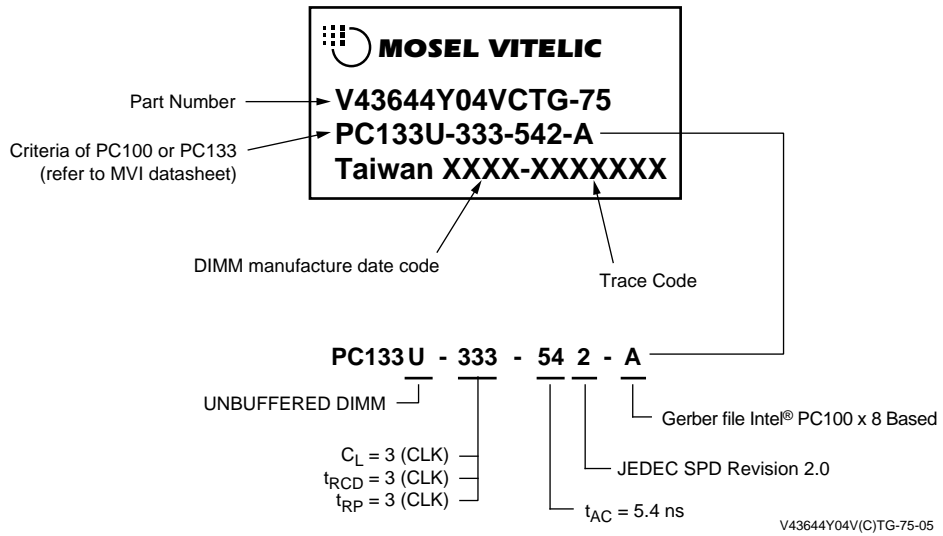 MOSEL VITELIC
Part Number
V43644Y04VCTG-75
Criteria of PC100 or PC133
(refer to MVI datasheet)
PC133U-333-542-A
Taiwan XXXX-XXXXXXX
DIMM manufacture date code
Trace Code
PC133 U - 333 - 54 2 - A
UNBUFFERED DIMM
Gerber file Intel® PC100 x 8 Based
CL = 3 (CLK)
tRCD = 3 (CLK)
tRP = 3 (CLK)
JEDEC SPD Revision 2.0
tAC = 5.4 ns
V43644Y04V(C)TG-75-05